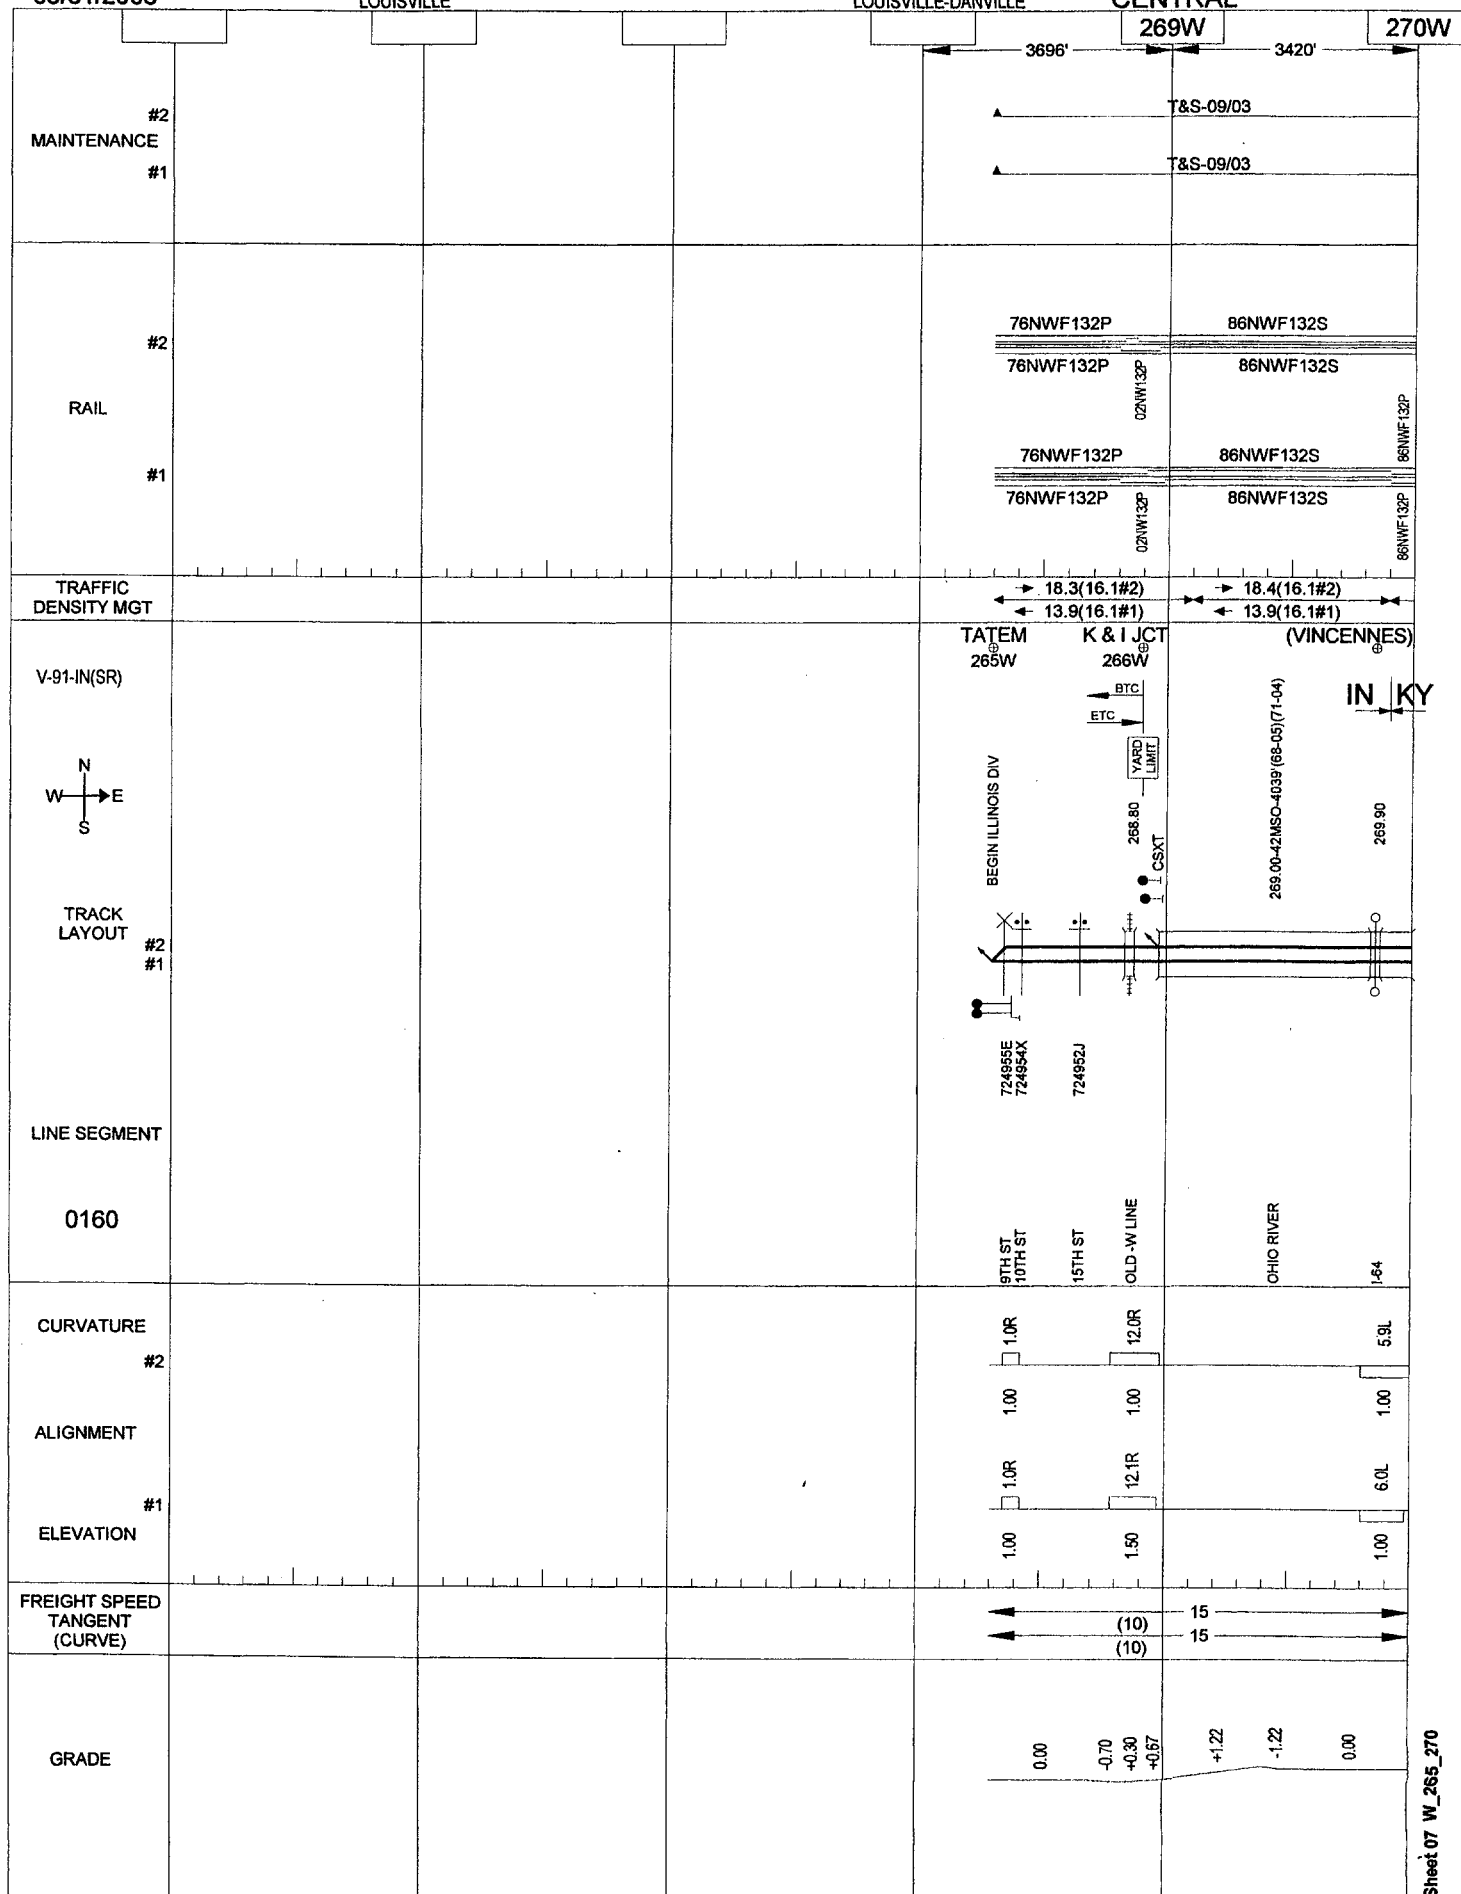 LOUISVILLE
LOUISVILLE-DANVILLE
CENTRAL
269W
270W
3696'
3420'
#2
MAINTENANCE
#1
T&S-09/03
T&S-09/03
#2
RAIL
#1
76NWF132P
86NWF132S
76NWF132P
86NWF132S
02NW132P
86NWF132P
76NWF132P
86NWF132S
76NWF132P
86NWF132S
02NW132P
86NWF132P
TRAFFIC
DENSITY MGT
18.3(16.1#2)
18.4(16.1#2)
13.9(16.1#1)
13.9(16.1#1)
TATEM
K & I JCT
(VINCENNES)
265W
266W
V-91-IN(SR)
BTC
ETC
IN
KY
YARD
LIMIT
N
W
E
S
BEGIN ILLINOIS DIV
268.80
CSXT
269.00-42MSO-4039'(68-05)(71-04)
269.90
TRACK
LAYOUT
#2
#1
724955E
724954X
724952J
LINE SEGMENT
0160
9TH ST
10TH ST
15TH ST
OLD -W LINE
OHIO RIVER
I-64
CURVATURE
#2
1.0R
12.0R
5.9L
1.00
1.00
1.00
ALIGNMENT
#1
1.0R
12.1R
6.0L
ELEVATION
1.00
1.50
1.00
FREIGHT SPEED
TANGENT
(CURVE)
15
(10)
15
(10)
GRADE
0.00
-0.70
+0.30
+0.67
+1.22
-1.22
0.00
Sheet 07 W_265_270